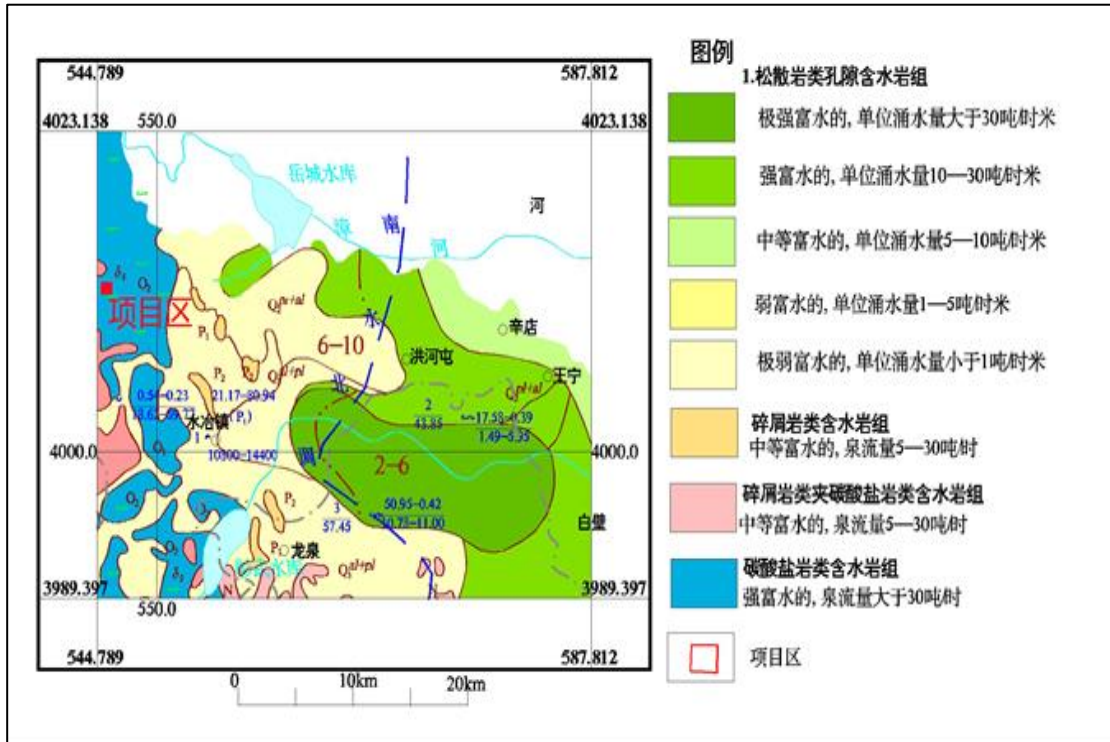 544.789
587.812
4023.138
550.0
4023.138
岳城水库
漳
河
南
水
北
调
河
δ₄
O₂
项目区
P₁
6-10
辛店
洪河屯
王宁
P₂
P₂
0.54-0.23
21.17-80.94
水冶镇
(P₁)
1
10800-14400
2
43.85
17.58-0.39
1.49-5.35
4000.0
4000.0
2-6
O₂
O₂
P₂
3
57.45
50.95-0.42
白璧
龙泉
O₂
N
3989.397
3989.397
550.0
544.789
587.812
0
10km
20km
图例
1.松散岩类孔隙含水岩组
极强富水的, 单位涌水量大于30吨/时米
强富水的, 单位涌水量10—30吨/时米
中等富水的, 单位涌水量5—10吨/时米
弱富水的, 单位涌水量1—5吨/时米
极弱富水的, 单位涌水量小于1吨/时米
碎屑岩类含水岩组
中等富水的, 泉流量5—30吨/时
碎屑岩类夹碳酸盐岩类含水岩组
中等富水的, 泉流量5—30吨/时
碳酸盐岩类含水岩组
强富水的, 泉流量大于30吨/时
项目区